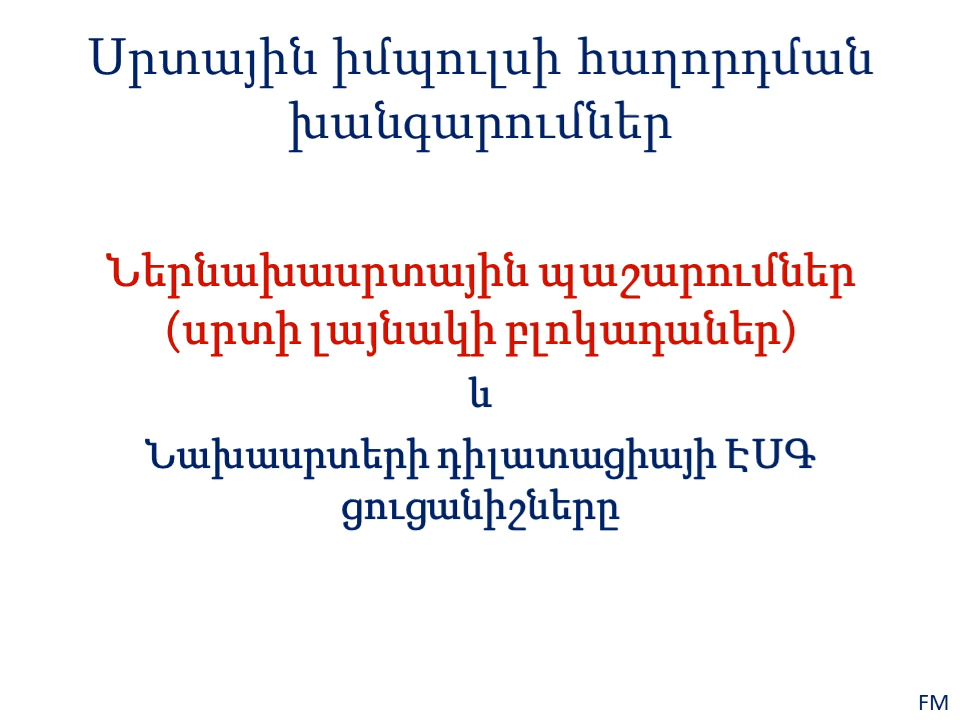 Սրտային իմպուլսի հաղորդման
խանգարումներ
Ներնախասրտային պաշարումներ
(սրտի լայնակի բլոկադաներ)
և
Նախասրտերի դիլատացիայի ԷՍԳ
ցուցանիշները
FM